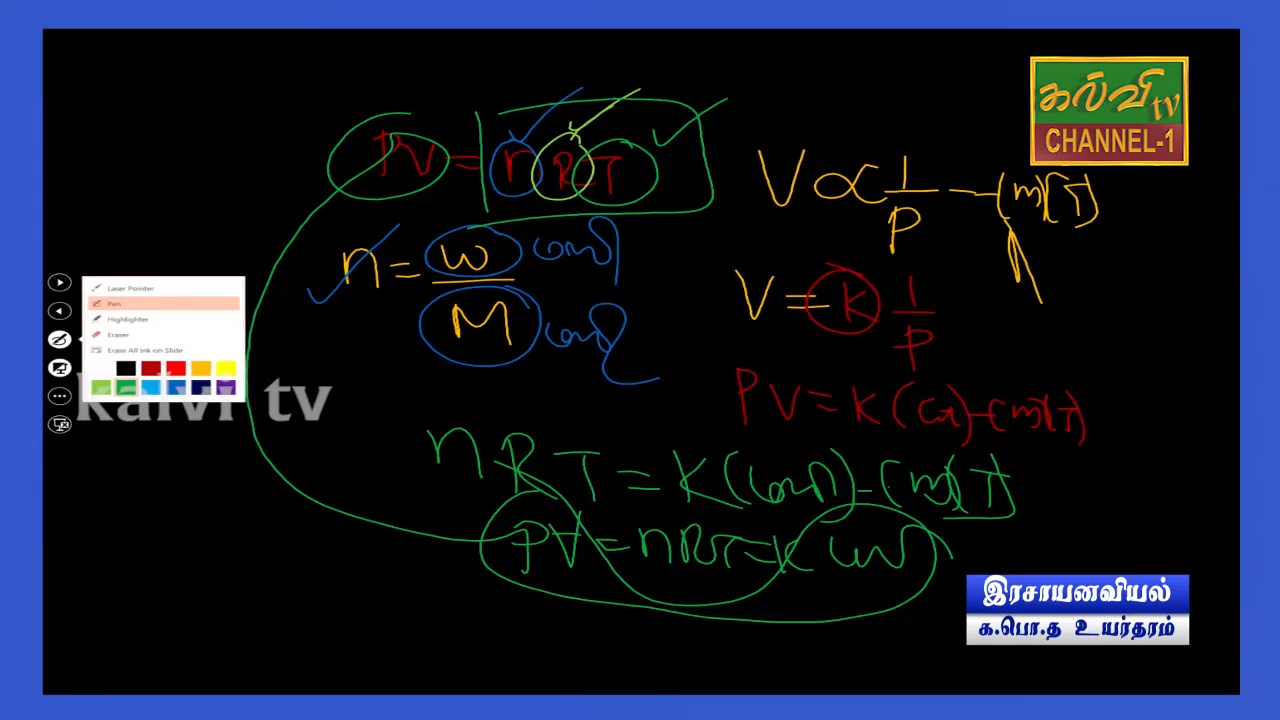 கல்வி tv
CHANNEL-1
PV = nRT
V ∝ 1/P
n = w/M
V = K 1/P
Laser Pointer
Pen
Highlighter
Eraser
Erase All Ink on Slide
kalvi tv
PV = K
nRT = K
PV = nRT = K
இரசாயனவியல்
க.பொ.த உயர்தரம்